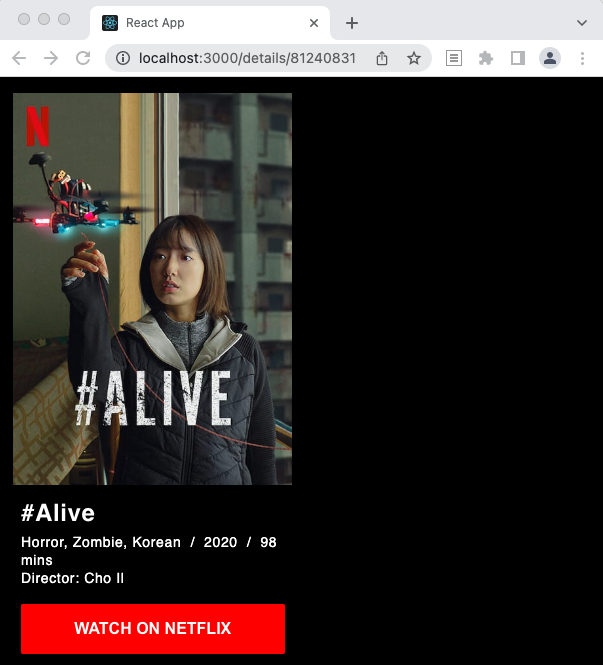 React App
localhost:3000/details/81240831
N
#ALIVE
#Alive
Horror, Zombie, Korean / 2020 / 98
mins
Director: Cho Il
WATCH ON NETFLIX